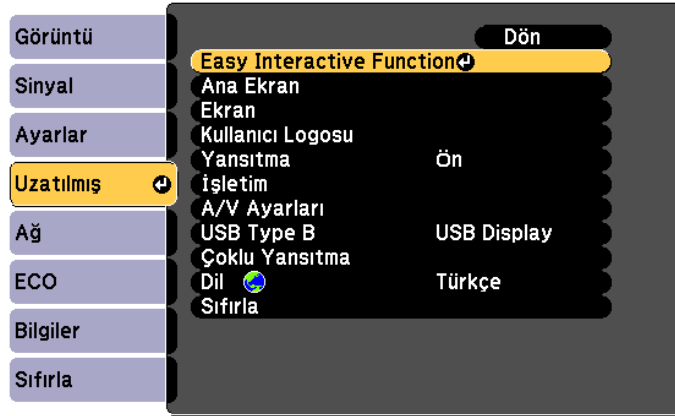 Görüntü
Sinyal
Ayarlar
Uzatılmış
Ağ
ECO
Bilgiler
Sıfırla
Dön
Easy Interactive Function
Ana Ekran
Ekran
Kullanıcı Logosu
Yansıtma Ön
İşletim
A/V Ayarları
USB Type B USB Display
Çoklu Yansıtma
Dil Türkçe
Sıfırla